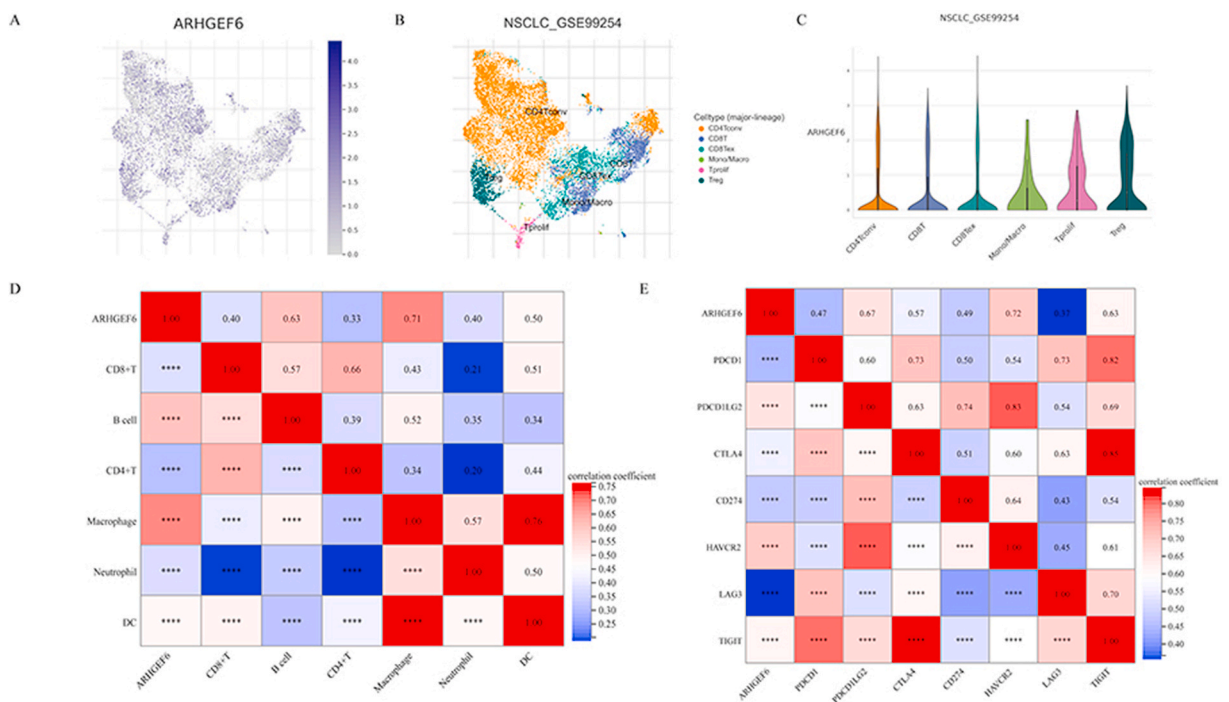 A
ARHGEF6
4.0
3.5
3.0
2.5
2.0
1.5
1.0
0.5
0.0
B
NSCLC_GSE99254
CD4Tconv
CD8T
CD8Tex
Treg
Mono/Macro
Tprolif
Celltype (major-lineage)
CD4Tconv
CD8T
CD8Tex
Mono/Macro
Tprolif
Treg
C
NSCLC_GSE99254
ARHGEF6
4
3
2
1
0
CD4Tconv
CD8T
CD8Tex
Mono/Macro
Tprolif
Treg
D
ARHGEF6 1.00 0.40 0.63 0.33 0.71 0.40 0.50
CD8+T **** 1.00 0.57 0.66 0.43 0.21 0.51
B cell **** **** 1.00 0.39 0.52 0.35 0.34
CD4+T **** **** **** 1.00 0.34 0.20 0.44
Macrophage **** **** **** **** 1.00 0.57 0.76
Neutrophil **** **** **** **** **** 1.00 0.50
DC **** **** **** **** **** **** 1.00
ARHGEF6 CD8+T B cell CD4+T Macrophage Neutrophil DC
correlation coefficient
0.75
0.70
0.65
0.60
0.55
0.50
0.45
0.40
0.35
0.30
0.25
E
ARHGEF6 1.00 0.47 0.67 0.57 0.49 0.72 0.63
PDCD1 **** 1.00 0.60 0.73 0.50 0.54 0.73 0.82
PDCD1LG2 **** **** 1.00 0.63 0.74 0.83 0.54 0.69
CTLA4 **** **** **** 1.00 0.51 0.60 0.63
CD274 **** **** **** **** 1.00 0.64 0.43 0.54
HAVCR2 **** **** **** **** **** 1.00 0.45 0.61
LAG3 **** **** **** **** **** **** 1.00 0.70
TIGIT **** **** **** **** **** **** **** 1.00
ARHGEF6 PDCD1 PDCD1LG2 CTLA4 CD274 HAVCR2 LAG3 TIGIT
correlation coefficient
0.80
0.75
0.70
0.65
0.60
0.55
0.50
0.45
0.40